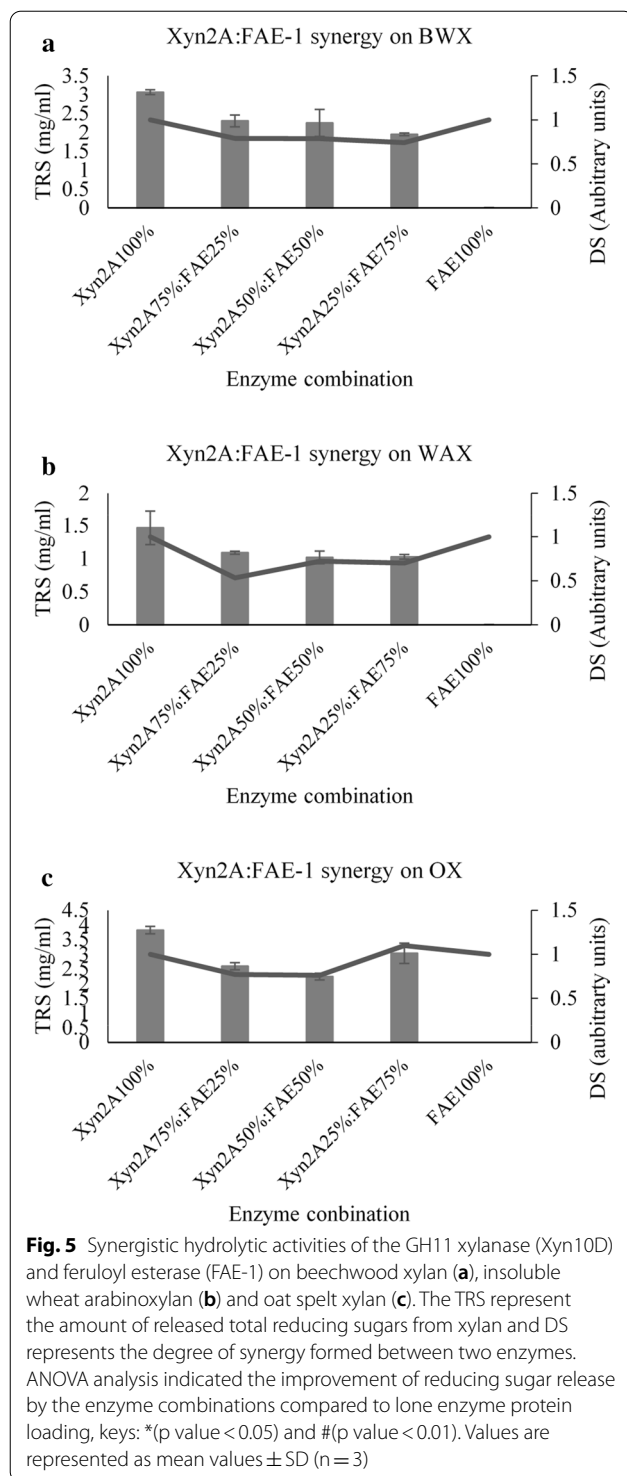 a
Xyn2A:FAE-1 synergy on BWX
3.5
3
2.5
2
1.5
1
0.5
0
TRS (mg/ml)
1.5
1
0.5
0
DS (Aubitrary units)
Xyn2A100%
Xyn2A75%:FAE25%
Xyn2A50%:FAE50%
Xyn2A25%:FAE75%
FAE100%
Enzyme combination
b
Xyn2A:FAE-1 synergy on WAX
2
1.5
1
0.5
0
TRS (mg/ml)
1.5
1
0.5
0
DS (Aubitrary units)
Xyn2A100%
Xyn2A75%:FAE25%
Xyn2A50%:FAE50%
Xyn2A25%:FAE75%
FAE100%
Enzyme combination
c
Xyn2A:FAE-1 synergy on OX
4.5
4
3.5
3
2.5
2
1.5
1
0.5
0
TRS (mg/ml)
1.5
1
0.5
0
DS (aubitrarty units)
Xyn2A100%
Xyn2A75%:FAE25%
Xyn2A50%:FAE50%
Xyn2A25%:FAE75%
FAE100%
Enzyme conbination
Fig. 5 Synergistic hydrolytic activities of the GH11 xylanase (Xyn10D)
and feruloyl esterase (FAE-1) on beechwood xylan (a), insoluble
wheat arabinoxylan (b) and oat spelt xylan (c). The TRS represent
the amount of released total reducing sugars from xylan and DS
represents the degree of synergy formed between two enzymes.
ANOVA analysis indicated the improvement of reducing sugar release
by the enzyme combinations compared to lone enzyme protein
loading, keys: *(p value < 0.05) and #(p value < 0.01). Values are
represented as mean values ± SD (n = 3)